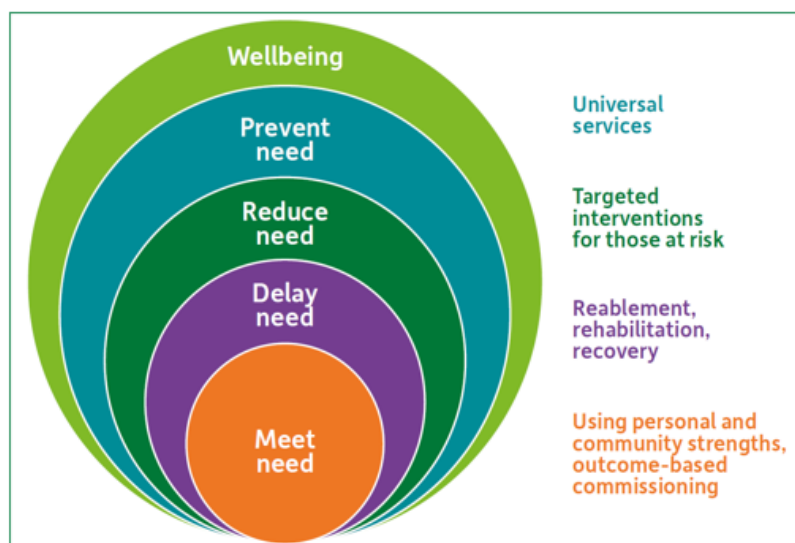 Wellbeing
Prevent
need
Reduce
need
Delay
need
Meet
need
Universal
services
Targeted
interventions
for those at risk
Reablement,
rehabilitation,
recovery
Using personal and
community strengths,
outcome-based
commissioning